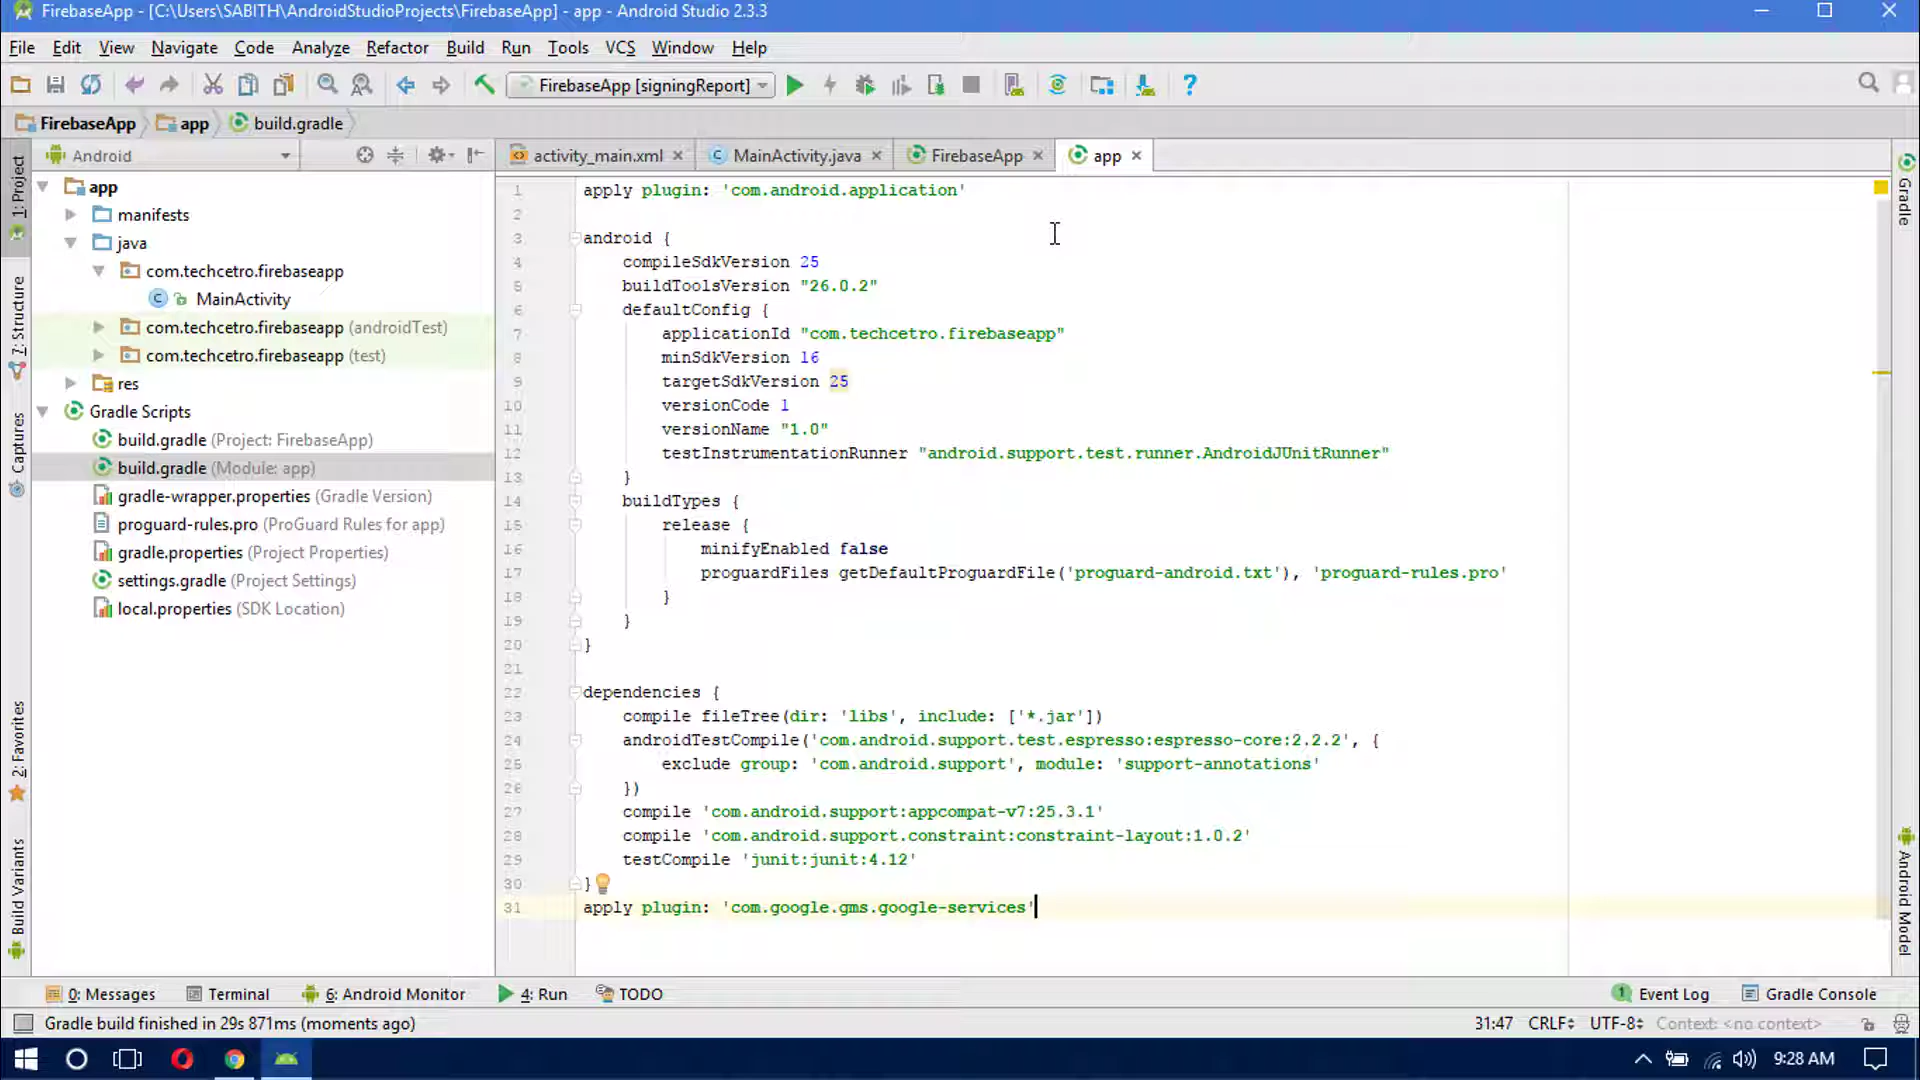 FirebaseApp - [C:\Users\SABITH\AndroidStudioProjects\FirebaseApp] - app - Android Studio 2.3.3
File Edit View Navigate Code Analyze Refactor Build Run Tools VCS Window Help
FirebaseApp [signingReport]
FirebaseApp app build.gradle
Android
activity_main.xml MainActivity.java FirebaseApp app
1: Project
7: Structure
Captures
2: Favorites
Build Variants
app
manifests
java
com.techcetro.firebaseapp
MainActivity
com.techcetro.firebaseapp (androidTest)
com.techcetro.firebaseapp (test)
res
Gradle Scripts
build.gradle (Project: FirebaseApp)
build.gradle (Module: app)
gradle-wrapper.properties (Gradle Version)
proguard-rules.pro (ProGuard Rules for app)
gradle.properties (Project Properties)
settings.gradle (Project Settings)
local.properties (SDK Location)
1 apply plugin: 'com.android.application'
2
3 android {
4 compileSdkVersion 25
5 buildToolsVersion "26.0.2"
6 defaultConfig {
7 applicationId "com.techcetro.firebaseapp"
8 minSdkVersion 16
9 targetSdkVersion 25
10 versionCode 1
11 versionName "1.0"
12 testInstrumentationRunner "android.support.test.runner.AndroidJUnitRunner"
13 }
14 buildTypes {
15 release {
16 minifyEnabled false
17 proguardFiles getDefaultProguardFile('proguard-android.txt'), 'proguard-rules.pro'
18 }
19 }
20 }
21
22 dependencies {
23 compile fileTree(dir: 'libs', include: ['*.jar'])
24 androidTestCompile('com.android.support.test.espresso:espresso-core:2.2.2', {
25 exclude group: 'com.android.support', module: 'support-annotations'
26 })
27 compile 'com.android.support:appcompat-v7:25.3.1'
28 compile 'com.android.support.constraint:constraint-layout:1.0.2'
29 testCompile 'junit:junit:4.12'
30 }
31 apply plugin: 'com.google.gms.google-services'
Gradle
Android Model
0: Messages Terminal 6: Android Monitor 4: Run TODO 1 Event Log Gradle Console
Gradle build finished in 29s 871ms (moments ago) 31:47 CRLF UTF-8 Context: <no context>
9:28 AM